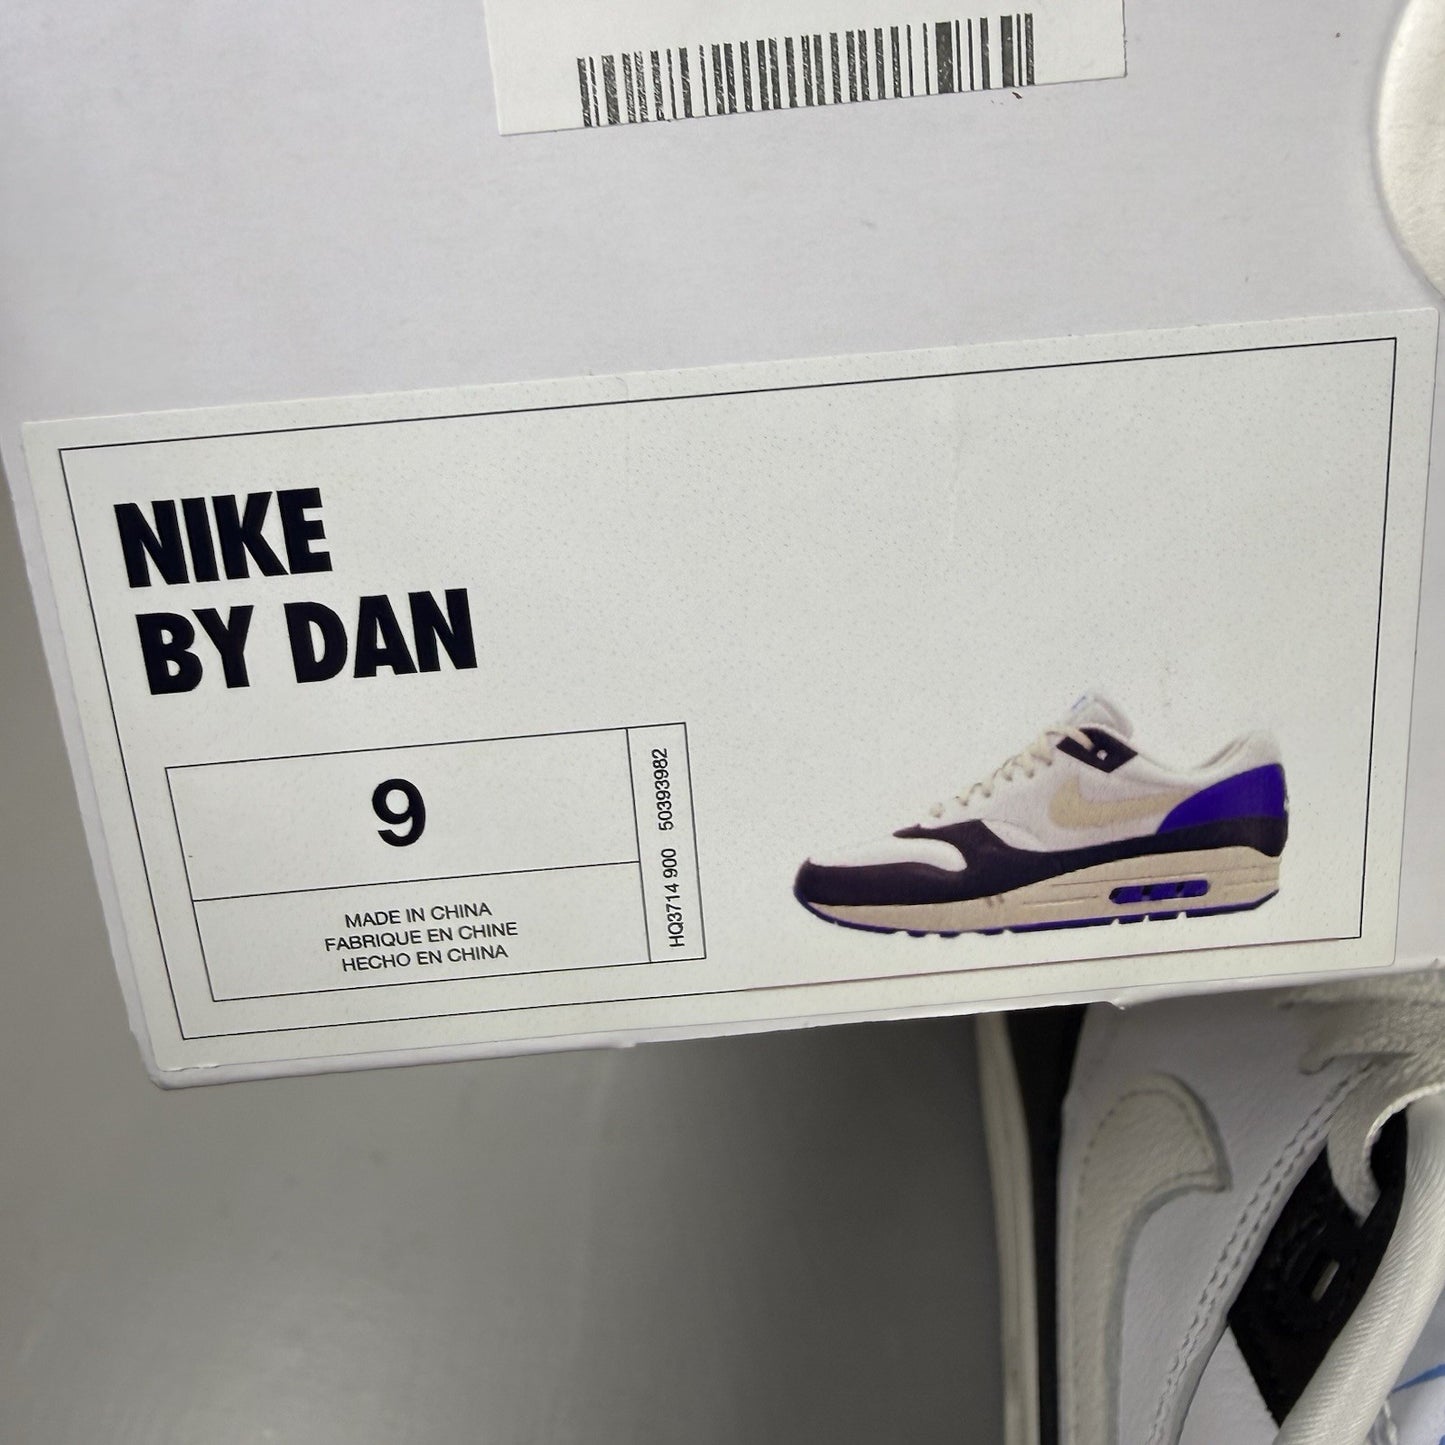 NIKE
BY DAN
9
MADE IN CHINA
FABRIQUE EN CHINE
HECHO EN CHINA
HQ3714 900 50393982